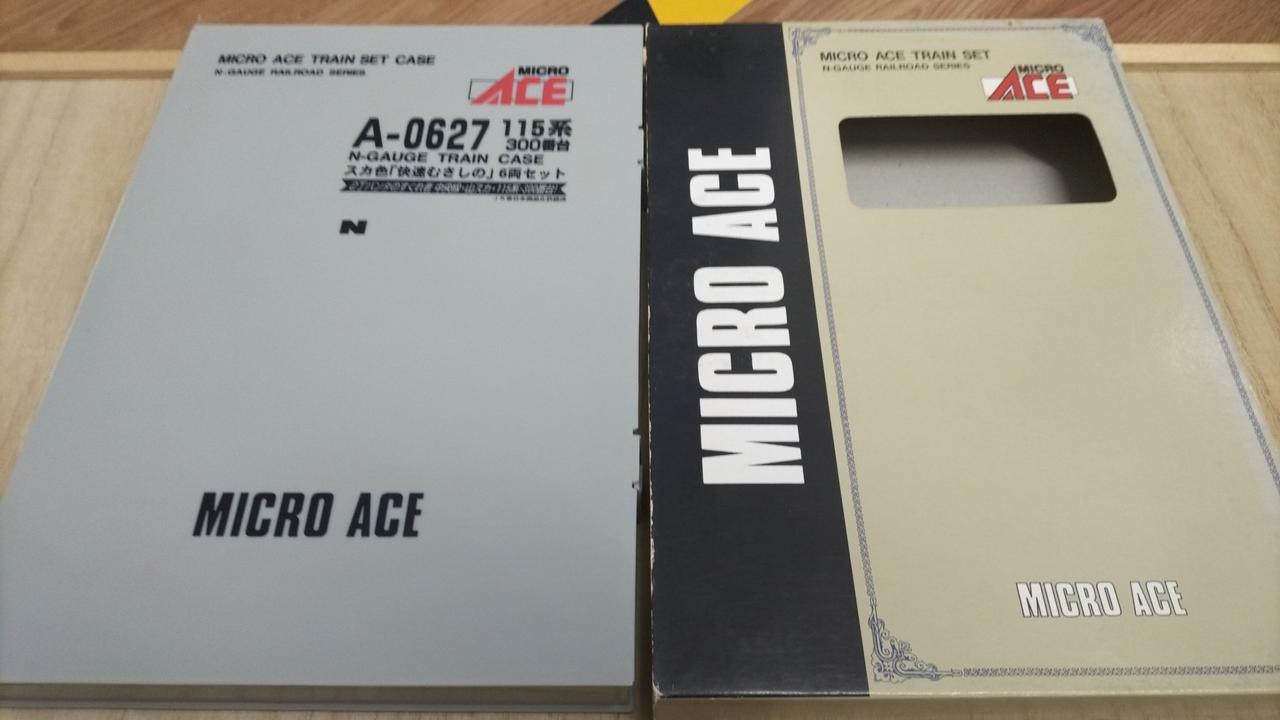 MICRO ACE TRAIN SET CASE
N-GAUGE RAILROAD SERIES
MICRO
ACE
A-0627 115系
300番台
N-GAUGE TRAIN CASE
スカ色「快速むさしの」6両セット
N
MICRO ACE
MICRO ACE
MICRO ACE TRAIN SET
N-GAUGE RAILROAD SERIES
MICRO
ACE
MICRO ACE